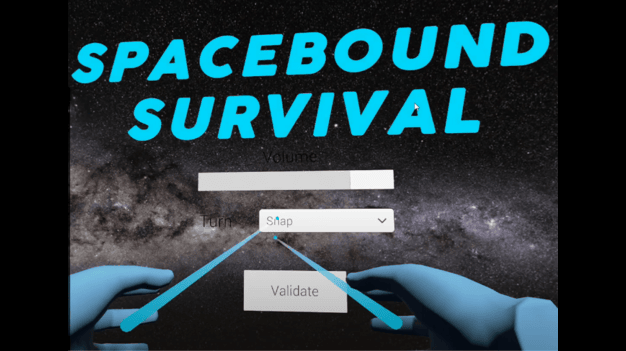 SPACEBOUND
SURVIVAL
Volume
Turn Snap
Validate